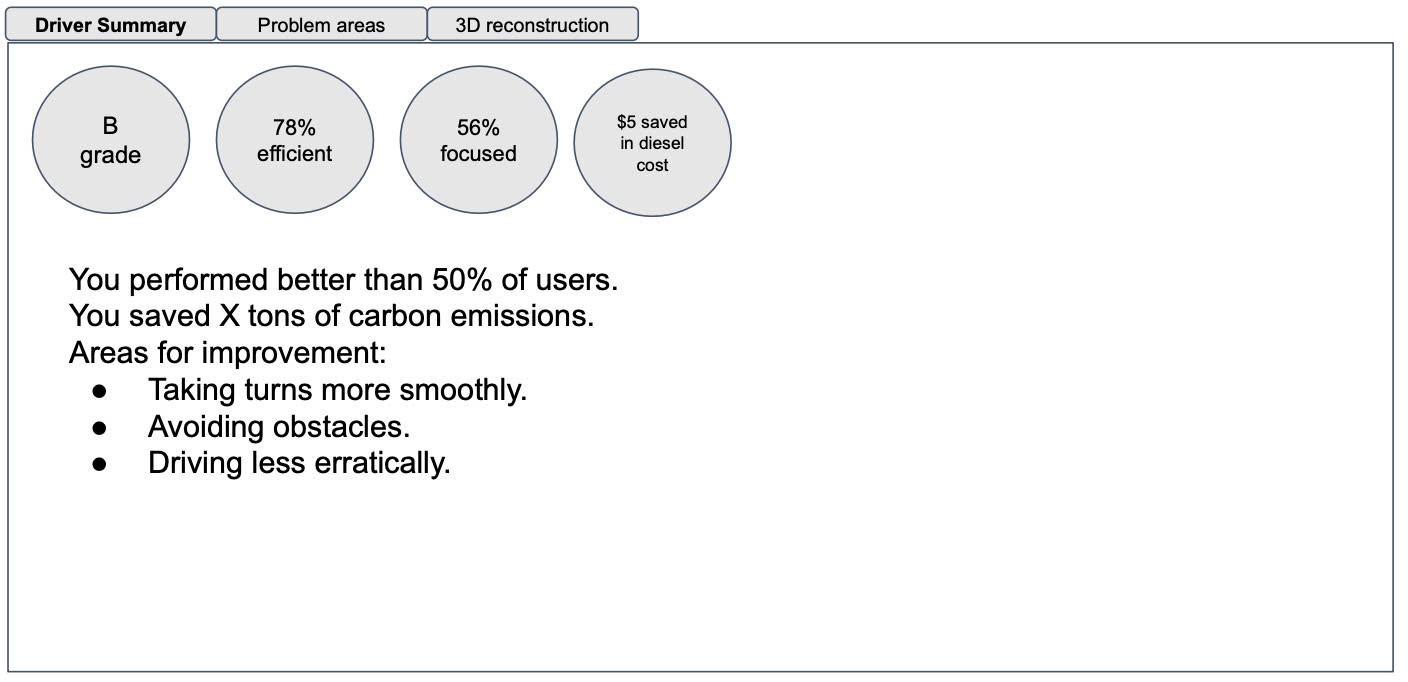 Driver Summary
Problem areas
3D reconstruction
B
grade
78%
efficient
56%
focused
$5 saved
in diesel
cost
You performed better than 50% of users.
You saved X tons of carbon emissions.
Areas for improvement:
● Taking turns more smoothly.
● Avoiding obstacles.
● Driving less erratically.